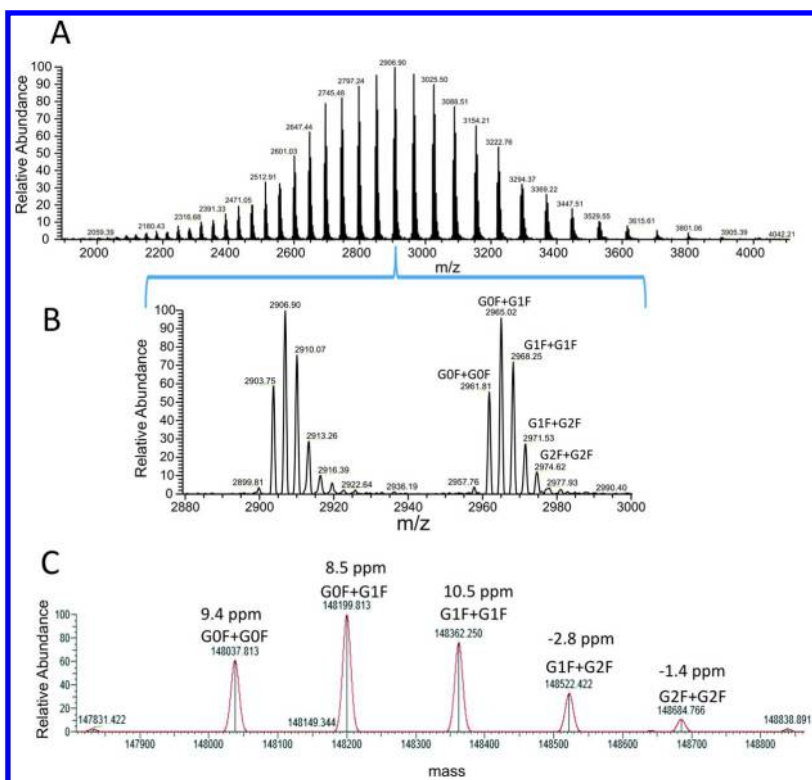 A
Relative Abundance
100
90
80
70
60
50
40
30
20
10
0
2059.39
2180.43
2316.68
2391.33
2471.05
2512.91
2601.03
2647.44
2745.46
2797.24
2906.90
3025.50
3088.51
3154.21
3222.76
3294.37
3369.22
3447.51
3529.55
3615.61
3801.06
3905.39
4042.21
2000 2200 2400 2600 2800 3000 3200 3400 3600 3800 4000
m/z
B
Relative Abundance
100
90
80
70
60
50
40
30
20
10
0
2899.81
2903.75
2906.90
2910.07
2913.26
2916.39
2922.64
2936.19
2957.76
G0F+G0F
2961.81
G0F+G1F
2965.02
G1F+G1F
2968.25
G1F+G2F
2971.53
G2F+G2F
2974.62
2977.93
2990.40
2880 2900 2920 2940 2960 2980 3000
m/z
C
Relative Abundance
100
80
60
40
20
0
147831.422
9.4 ppm
G0F+G0F
148037.813
148149.344
8.5 ppm
G0F+G1F
148199.813
10.5 ppm
G1F+G1F
148362.250
-2.8 ppm
G1F+G2F
148522.422
-1.4 ppm
G2F+G2F
148684.766
148838.891
147900 148000 148100 148200 148300 148400 148500 148600 148700 148800
mass